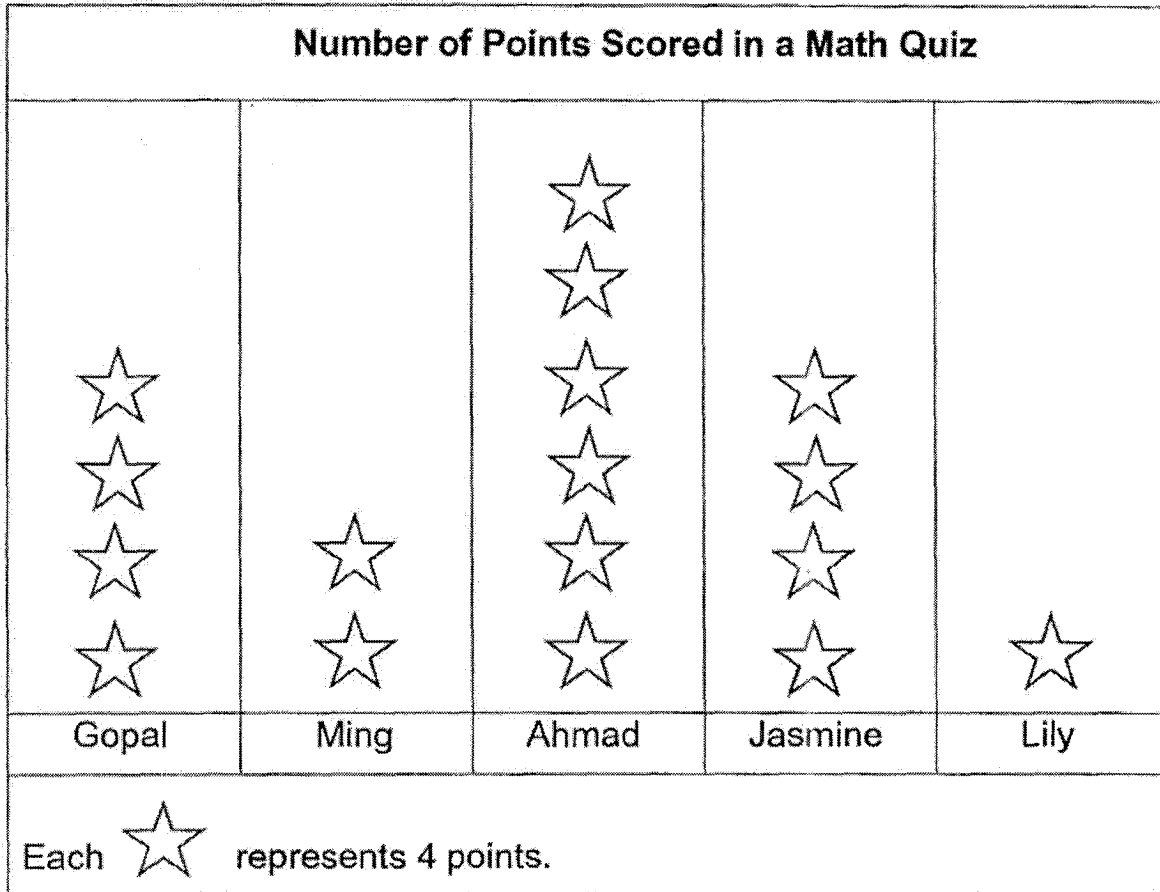 Number of Points Scored in a Math Quiz
Gopal Ming Ahmad Jasmine Lily
Each represents 4 points.